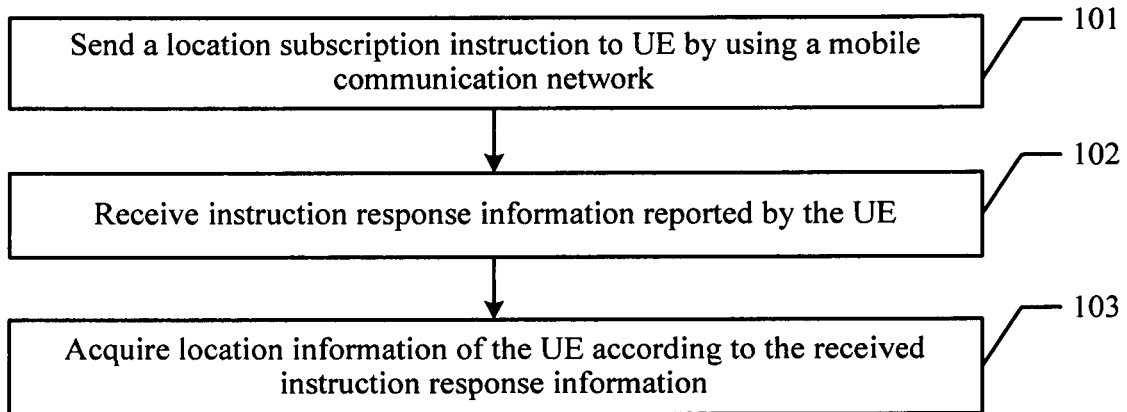 Send a location subscription instruction to UE by using a mobile
communication network
101
Receive instruction response information reported by the UE
102
Acquire location information of the UE according to the received
instruction response information
103